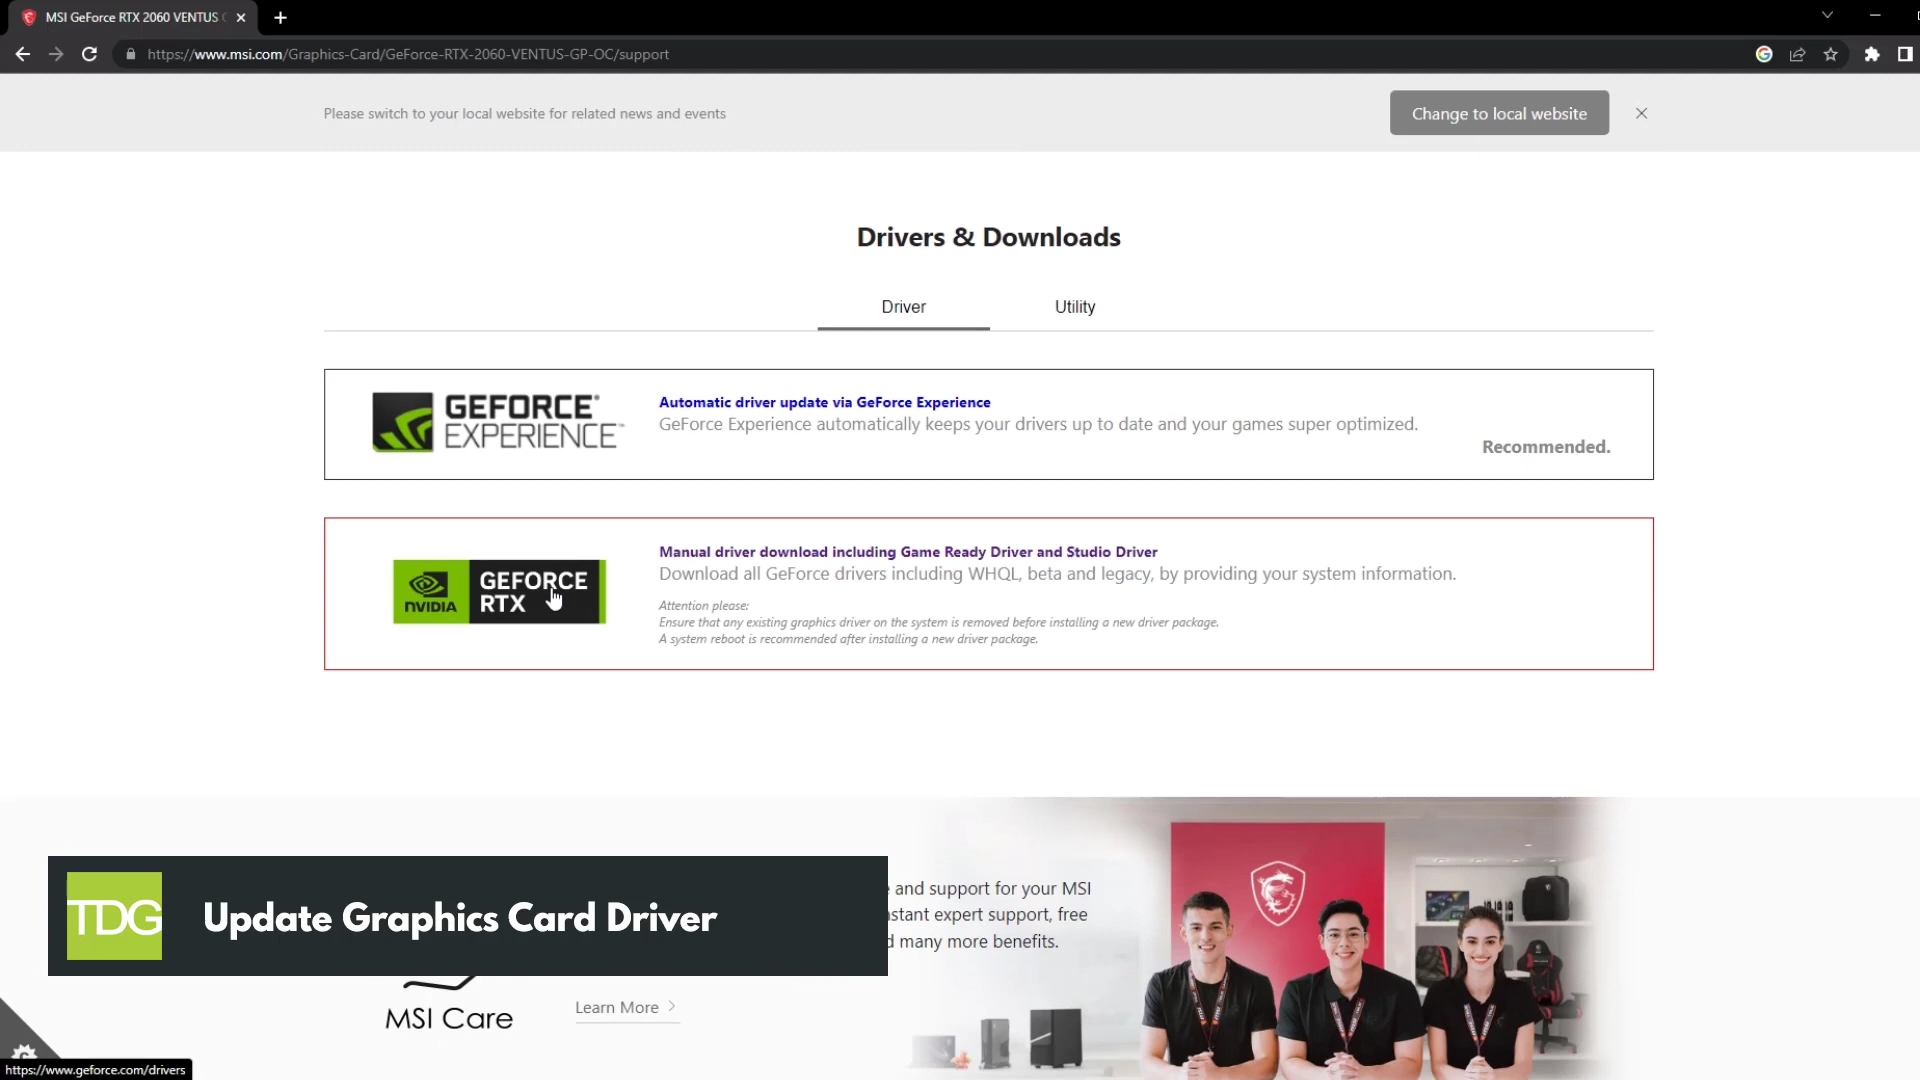 MSI GeForce RTX 2060 VENTUS
https://www.msi.com/Graphics-Card/GeForce-RTX-2060-VENTUS-GP-OC/support
Please switch to your local website for related news and events
Change to local website
Drivers & Downloads
Driver
Utility
GEFORCE®
EXPERIENCE™
Automatic driver update via GeForce Experience
GeForce Experience automatically keeps your drivers up to date and your games super optimized.
Recommended.
NVIDIA
GEFORCE
RTX
Manual driver download including Game Ready Driver and Studio Driver
Download all GeForce drivers including WHQL, beta and legacy, by providing your system information.
Attention please:
Ensure that any existing graphics driver on the system is removed before installing a new driver package.
A system reboot is recommended after installing a new driver package.
and support for your MSI
expert support, free
many more benefits.
TDG
Update Graphics Card Driver
MSI Care
Learn More
https://www.geforce.com/drivers